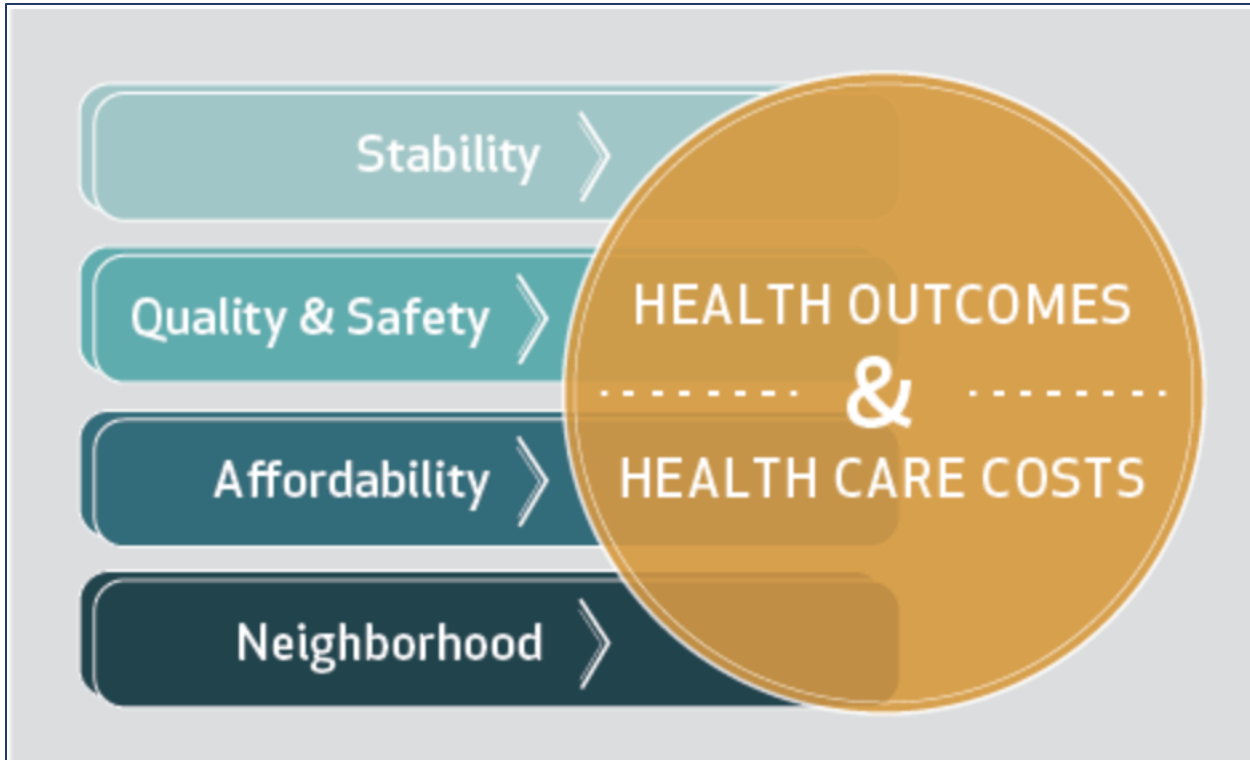 Stability
Quality & Safety
Affordability
Neighborhood
HEALTH OUTCOMES
&
HEALTH CARE COSTS